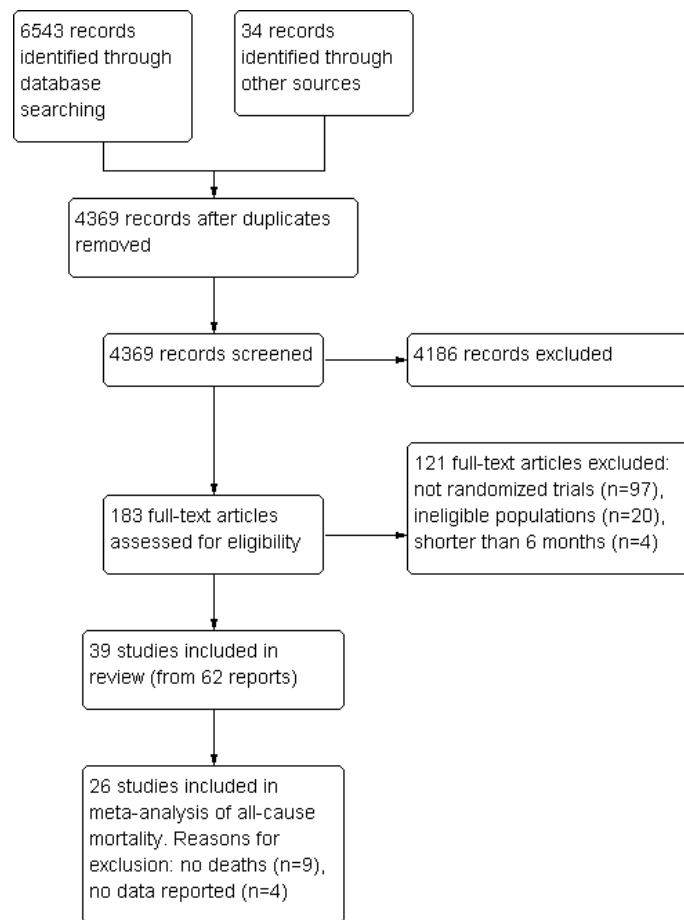 6543 records
identified through
database
searching
34 records
identified through
other sources
4369 records after duplicates
removed
4369 records screened
4186 records excluded
121 full-text articles excluded:
not randomized trials (n=97),
ineligible populations (n=20),
shorter than 6 months (n=4)
183 full-text articles
assessed for eligibility
39 studies included in
review (from 62 reports)
26 studies included in
meta-analysis of all-cause
mortality. Reasons for
exclusion: no deaths (n=9),
no data reported (n=4)